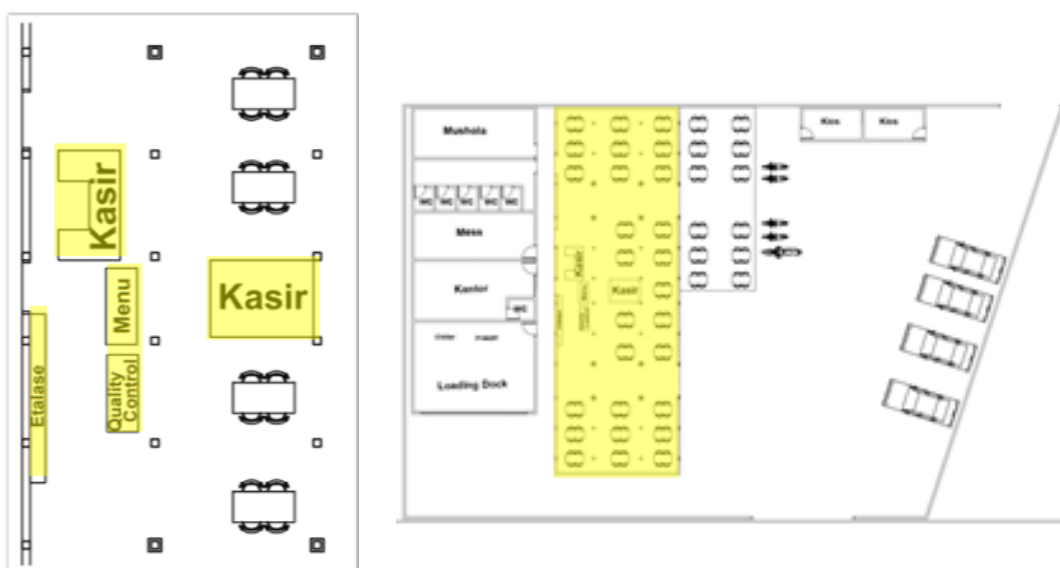 Kasir
Menu
Kasir
Quality
Control
Etalase
Mushola
WC WC WC WC WC
Mess
Kantor
WC
Loading Dock
Kasir
Kasir
Kios
Kios